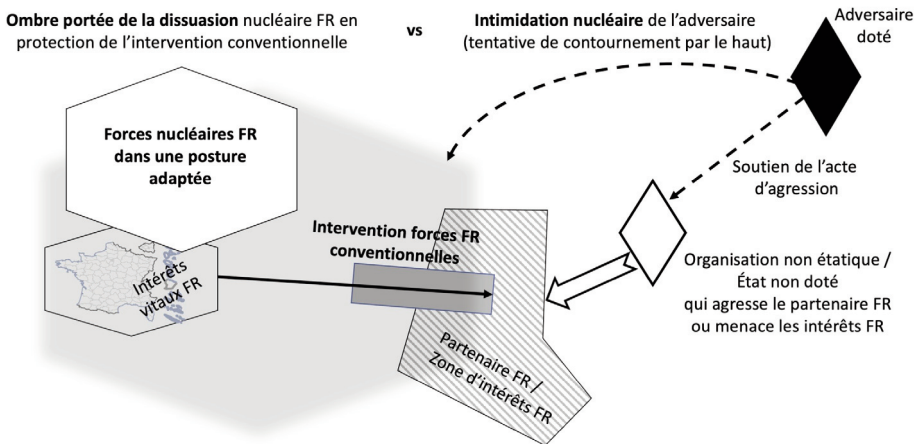 Ombre portée de la dissuasion nucléaire FR en
protection de l'intervention conventionnelle
vs
Intimidation nucléaire de l'adversaire
(tentative de contournement par le haut)
Adversaire
doté
Forces nucléaires FR
dans une posture
adaptée
Soutien de l'acte
d'agression
Intervention forces FR
conventionnelles
Intérêts
vitaux FR
Organisation non étatique /
État non doté
qui agresse le partenaire FR
ou menace les intérêts FR
Partenaire FR /
Zone d'intérêts FR